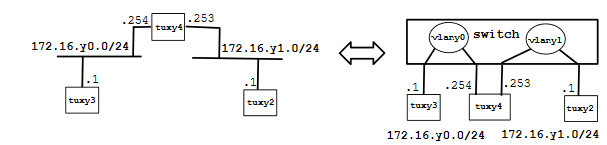 .254 tuxy4 .253
172.16.y0.0/24 172.16.y1.0/24
.1 .1
tuxy3 tuxy2
vlany0 switch vlany1
.1 .254 .253 .1
tuxy3 tuxy4 tuxy2
172.16.y0.0/24 172.16.y1.0/24